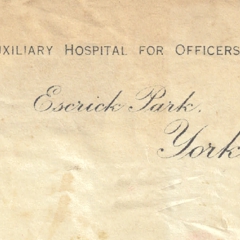 UXILIARY HOSPITAL FOR OFFICERS
Escrick Park.
York